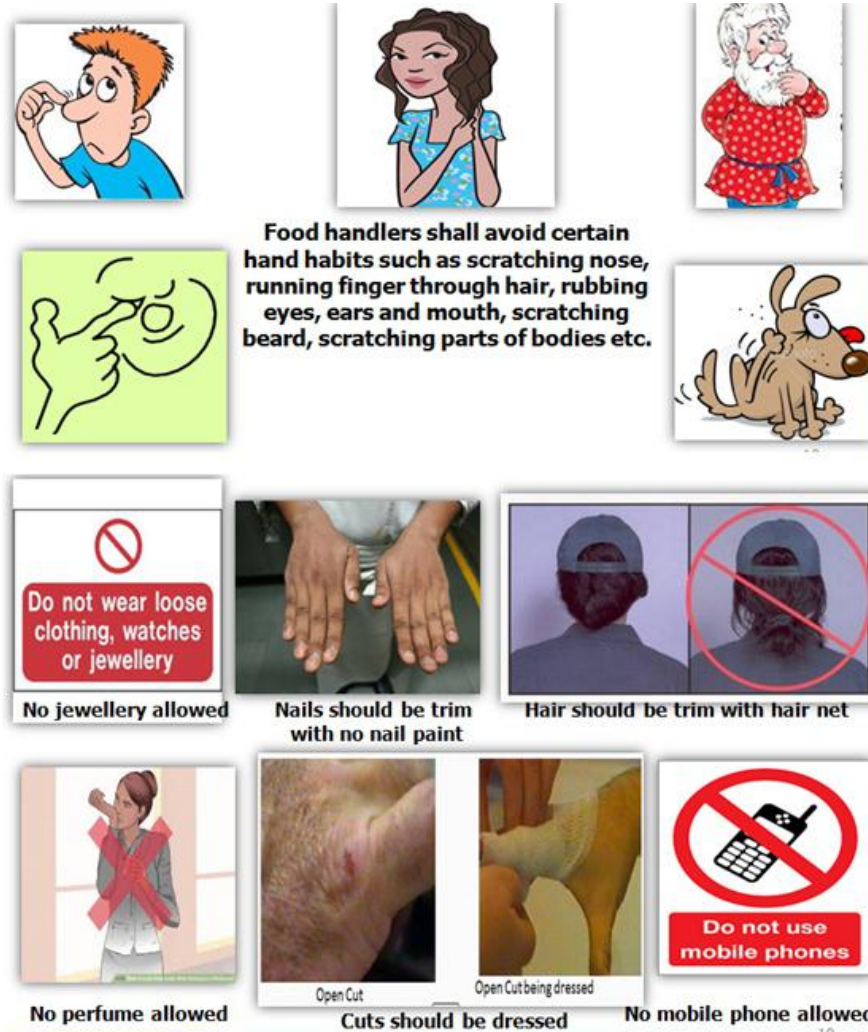 Food handlers shall avoid certain
hand habits such as scratching nose,
running finger through hair, rubbing
eyes, ears and mouth, scratching
beard, scratching parts of bodies etc.
Do not wear loose
clothing, watches
or jewellery
No jewellery allowed
Nails should be trim
with no nail paint
Hair should be trim with hair net
No perfume allowed
Open Cut
Open Cut being dressed
Cuts should be dressed
Do not use
mobile phones
No mobile phone allowed